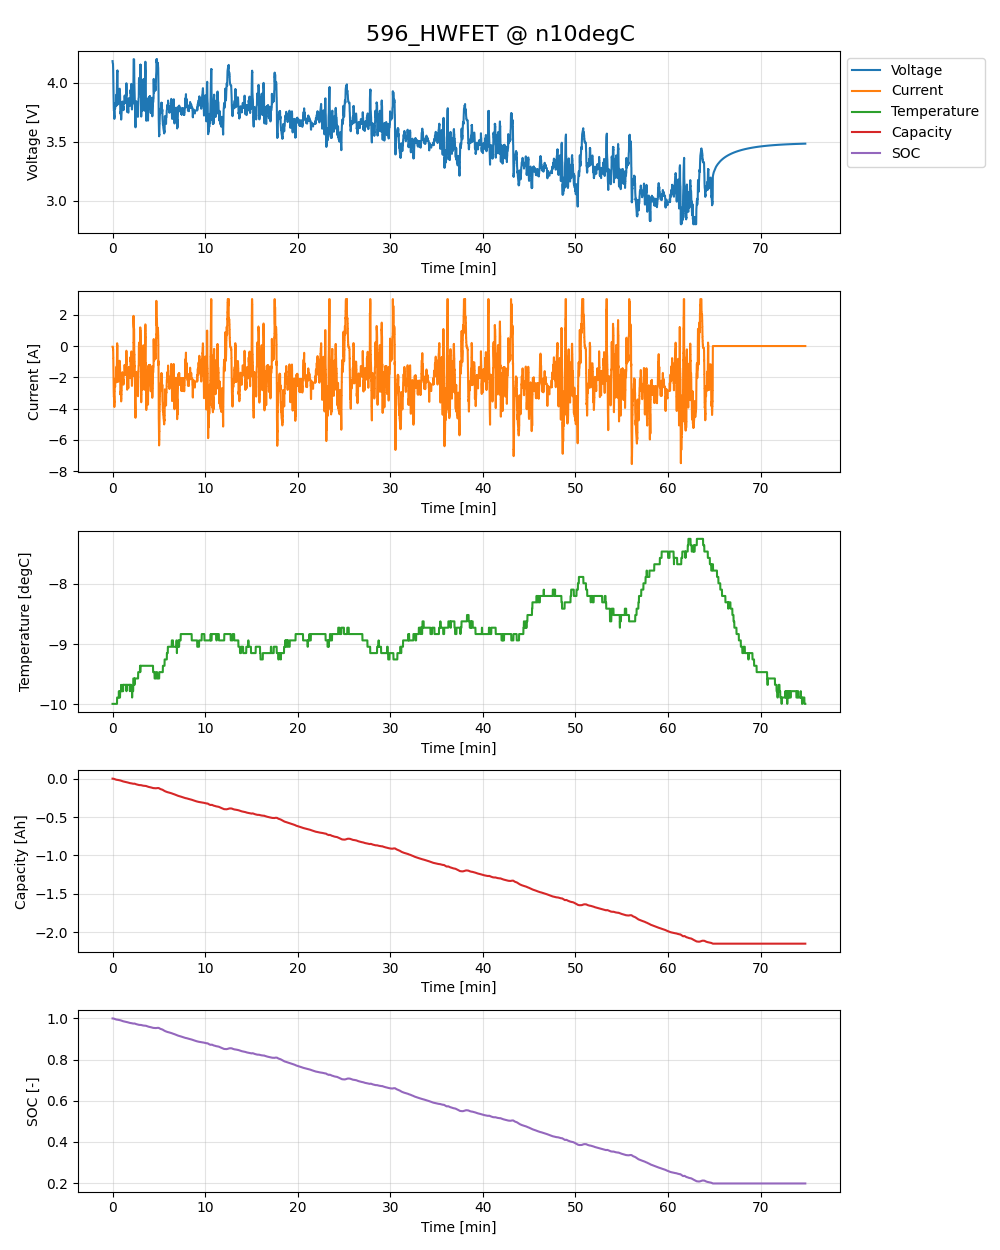 596_HWFET @ n10degC
Voltage
Current
Temperature
Capacity
SOC
Voltage [V]
4.0
3.5
3.0
0 10 20 30 40 50 60 70
Time [min]
Current [A]
2
0
−2
−4
−6
−8
0 10 20 30 40 50 60 70
Time [min]
Temperature [degC]
−8
−9
−10
0 10 20 30 40 50 60 70
Time [min]
Capacity [Ah]
0.0
−0.5
−1.0
−1.5
−2.0
0 10 20 30 40 50 60 70
Time [min]
SOC [-]
1.0
0.8
0.6
0.4
0.2
0 10 20 30 40 50 60 70
Time [min]